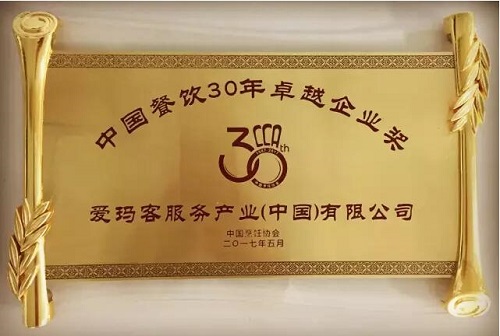 中国餐饮30年卓越企业奖
CCA
30th
爱玛客服务产业(中国)有限公司
中国烹饪协会
二〇一七年五月